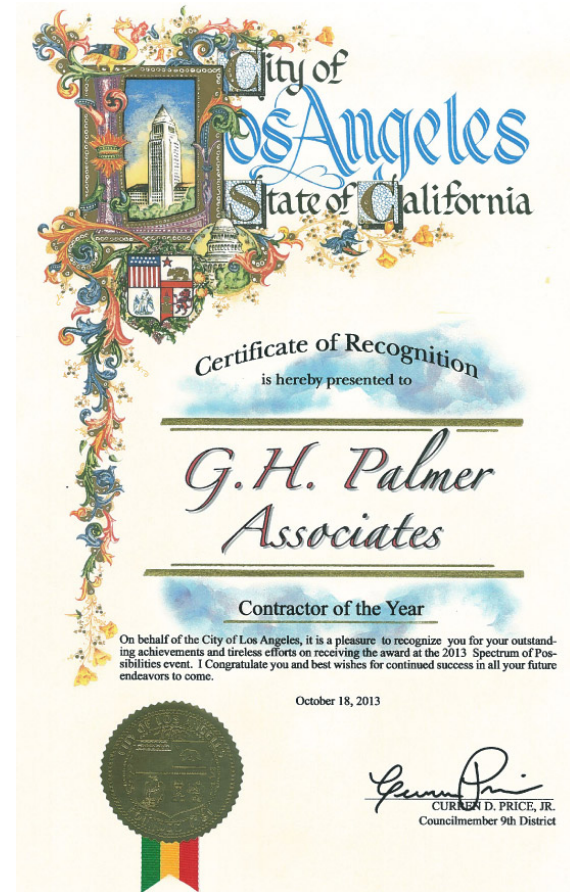 City of
Los Angeles
State of California
Certificate of Recognition
is hereby presented to
G.H. Palmer
Associates
Contractor of the Year
On behalf of the City of Los Angeles, it is a pleasure to recognize you for your outstand-
ing achievements and tireless efforts on receiving the award at the 2013 Spectrum of Pos-
sibilities event. I Congratulate you and best wishes for continued success in all your future
endeavors to come.
October 18, 2013
CURREN D. PRICE, JR.
Councilmember 9th District